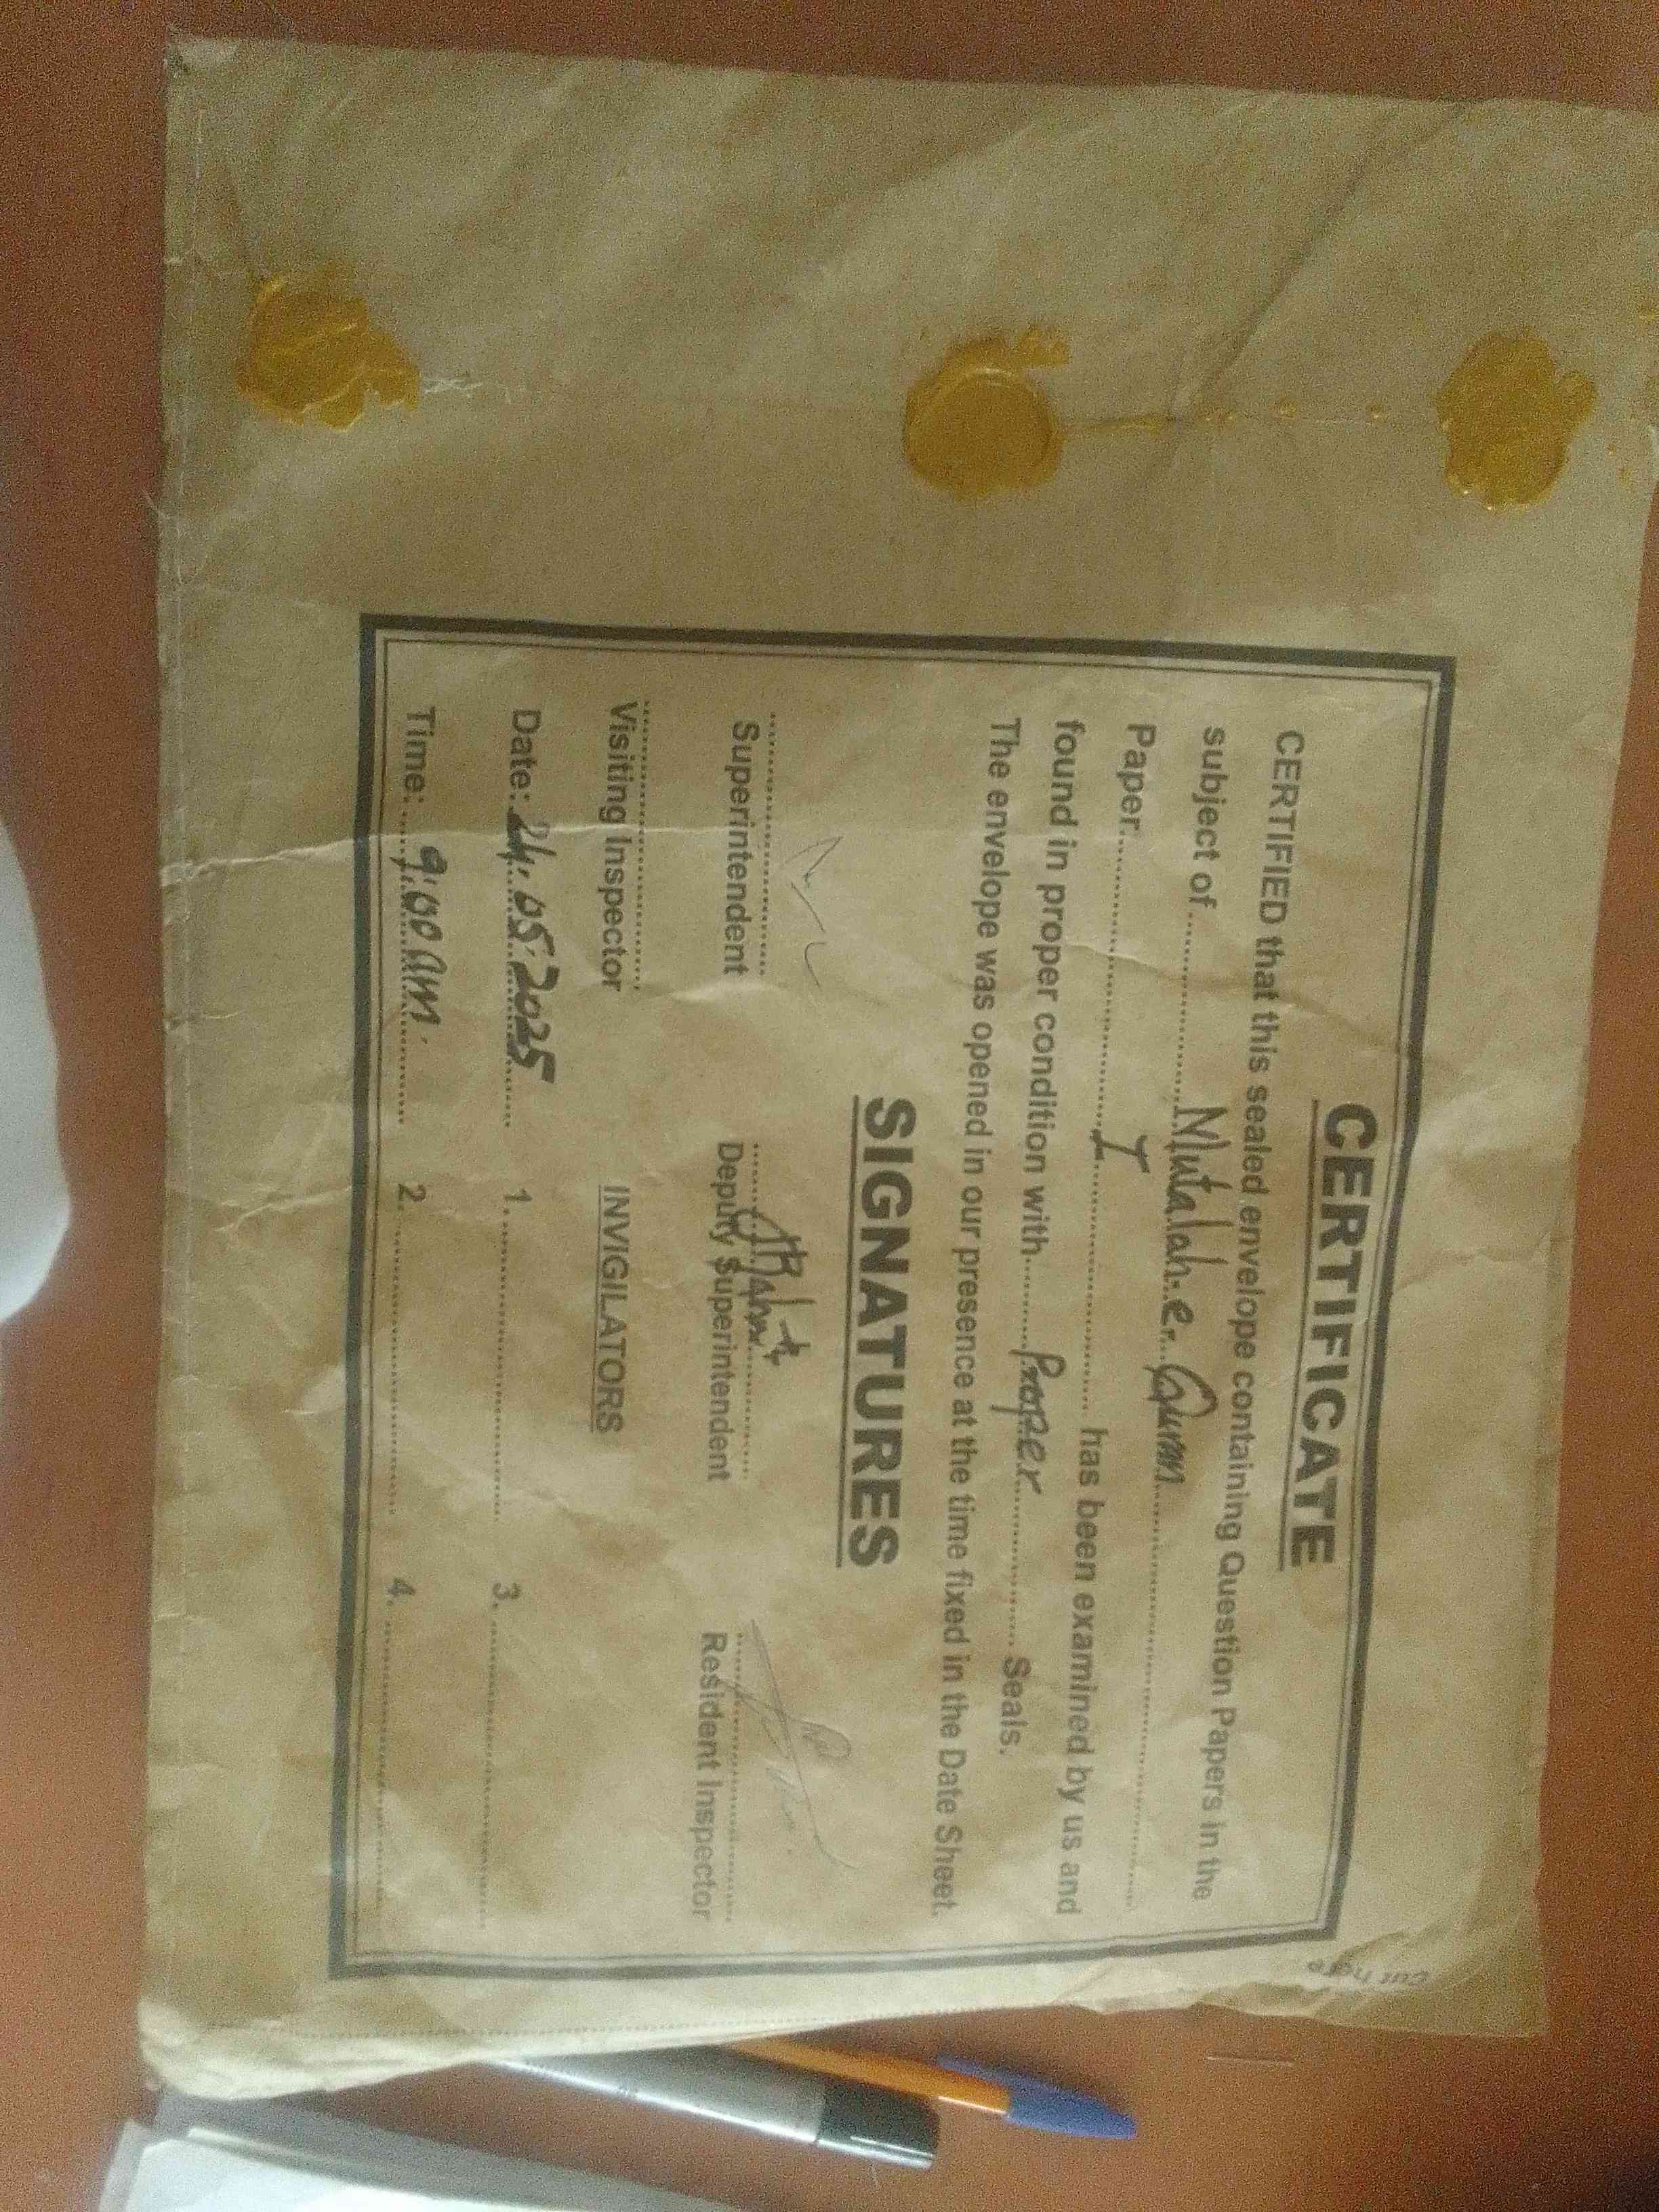 CERTIFICATE
CERTIFIED that this sealed envelope containing Question Papers in the
subject of.....Mutalah.e.Quran.....
Paper.....I.....has been examined by us and
found in proper condition with.....Proper.....Seals.
The envelope was opened in our presence at the time fixed in the Date Sheet.
SIGNATURES
Superintendent Deputy Superintendent Resident Inspector
Visiting Inspector INVIGILATORS
Date: 24.05.2025 1. 3.
Time: 9:00 am. 2. 4.
cut here